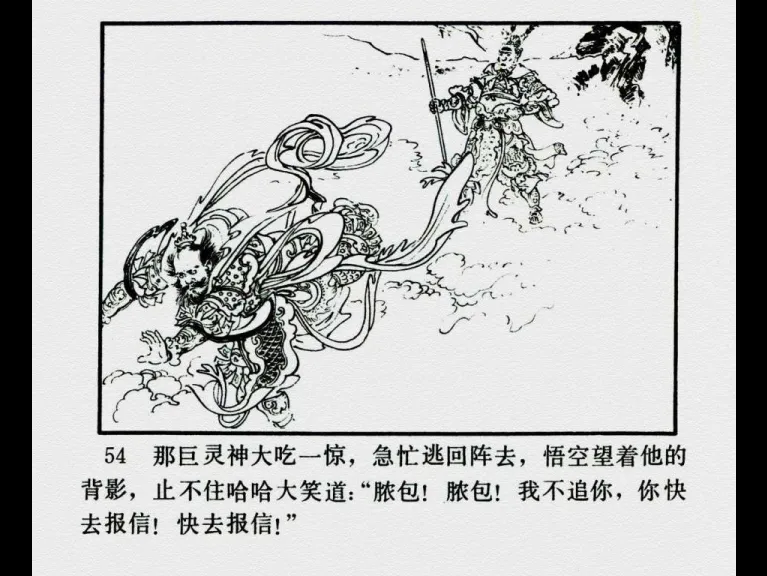 54 那巨灵神大吃一惊，急忙逃回阵去，悟空望着他的
背影，止不住哈哈大笑道：“脓包！脓包！我不追你，你快
去报信！快去报信！”